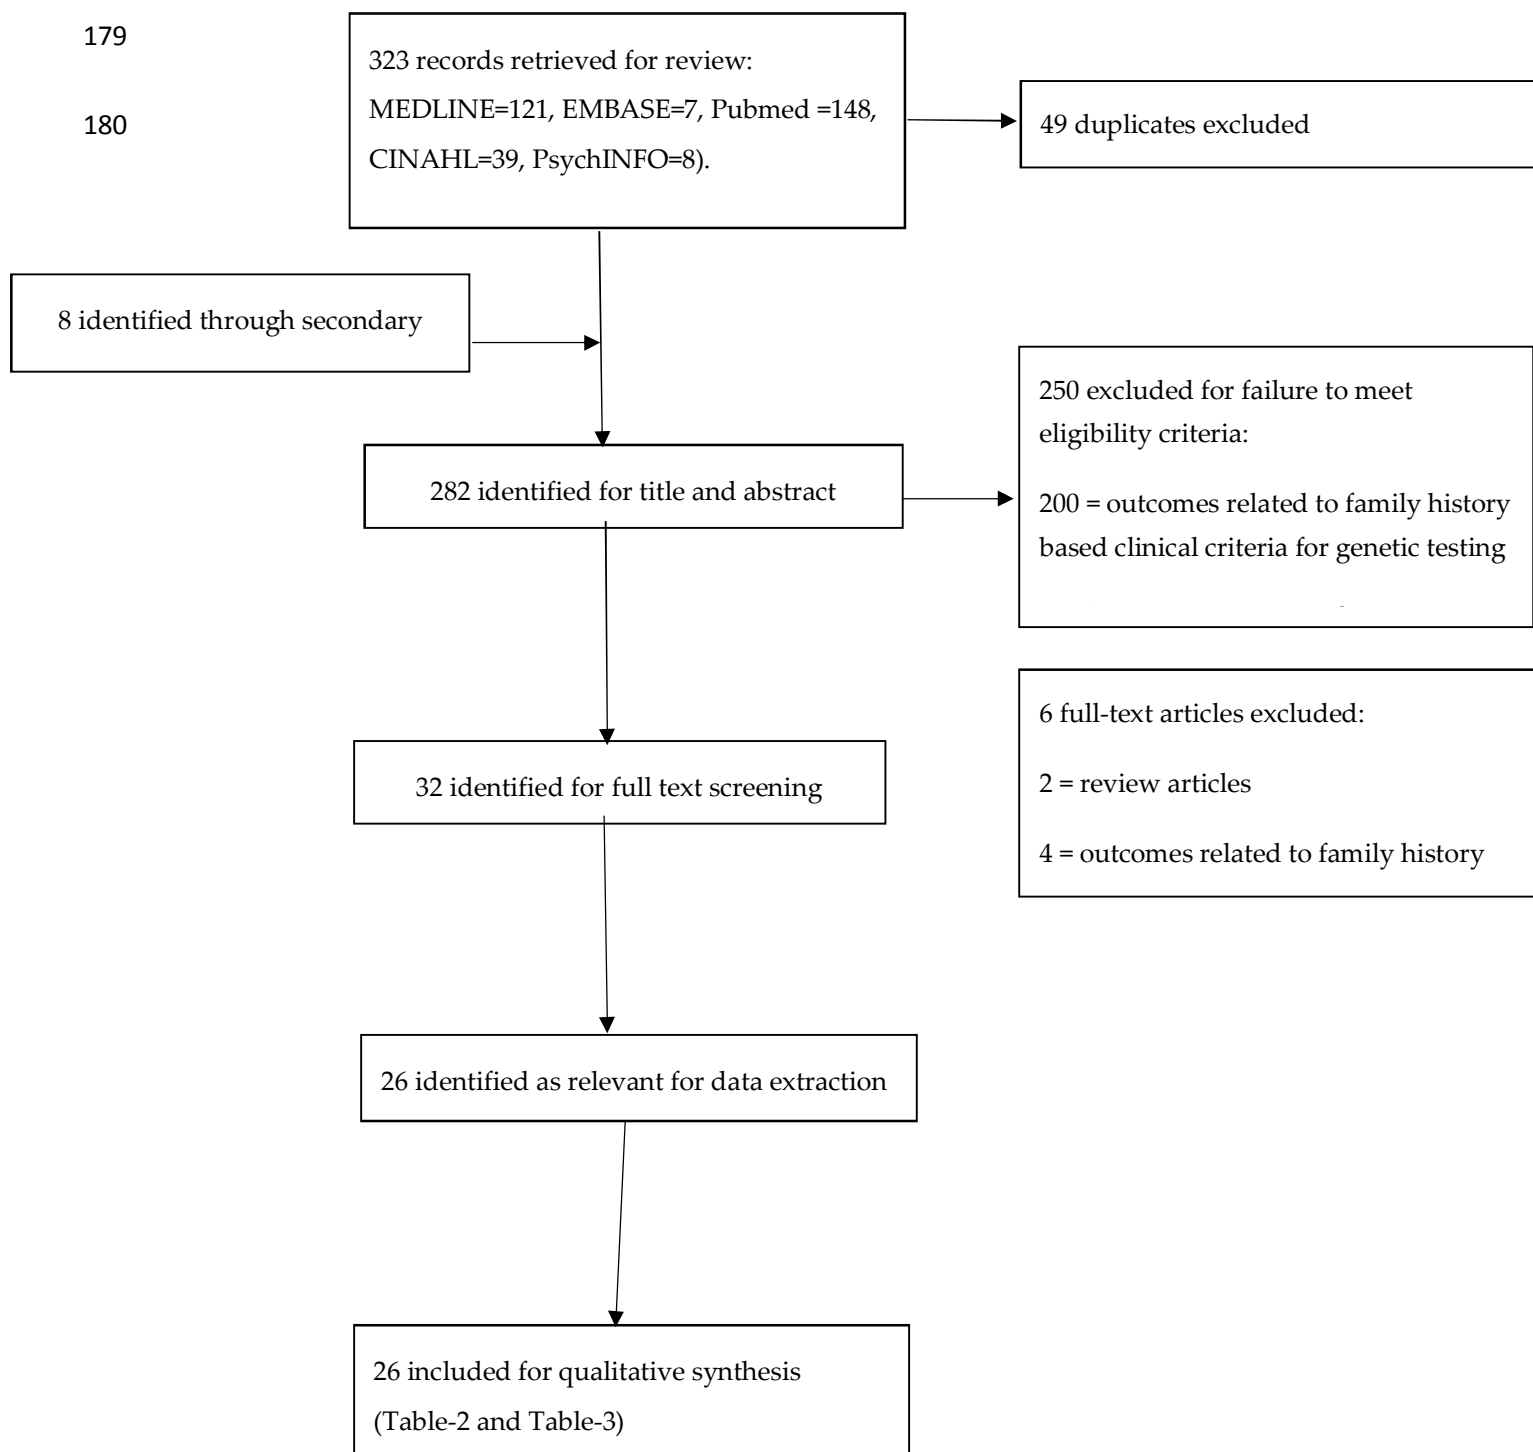 179
323 records retrieved for review:
MEDLINE=121, EMBASE=7, Pubmed =148,
CINAHL=39, PsychINFO=8).
180
49 duplicates excluded
8 identified through secondary
250 excluded for failure to meet
eligibility criteria:
200 = outcomes related to family history
based clinical criteria for genetic testing
282 identified for title and abstract
6 full-text articles excluded:
2 = review articles
4 = outcomes related to family history
32 identified for full text screening
26 identified as relevant for data extraction
26 included for qualitative synthesis
(Table-2 and Table-3)